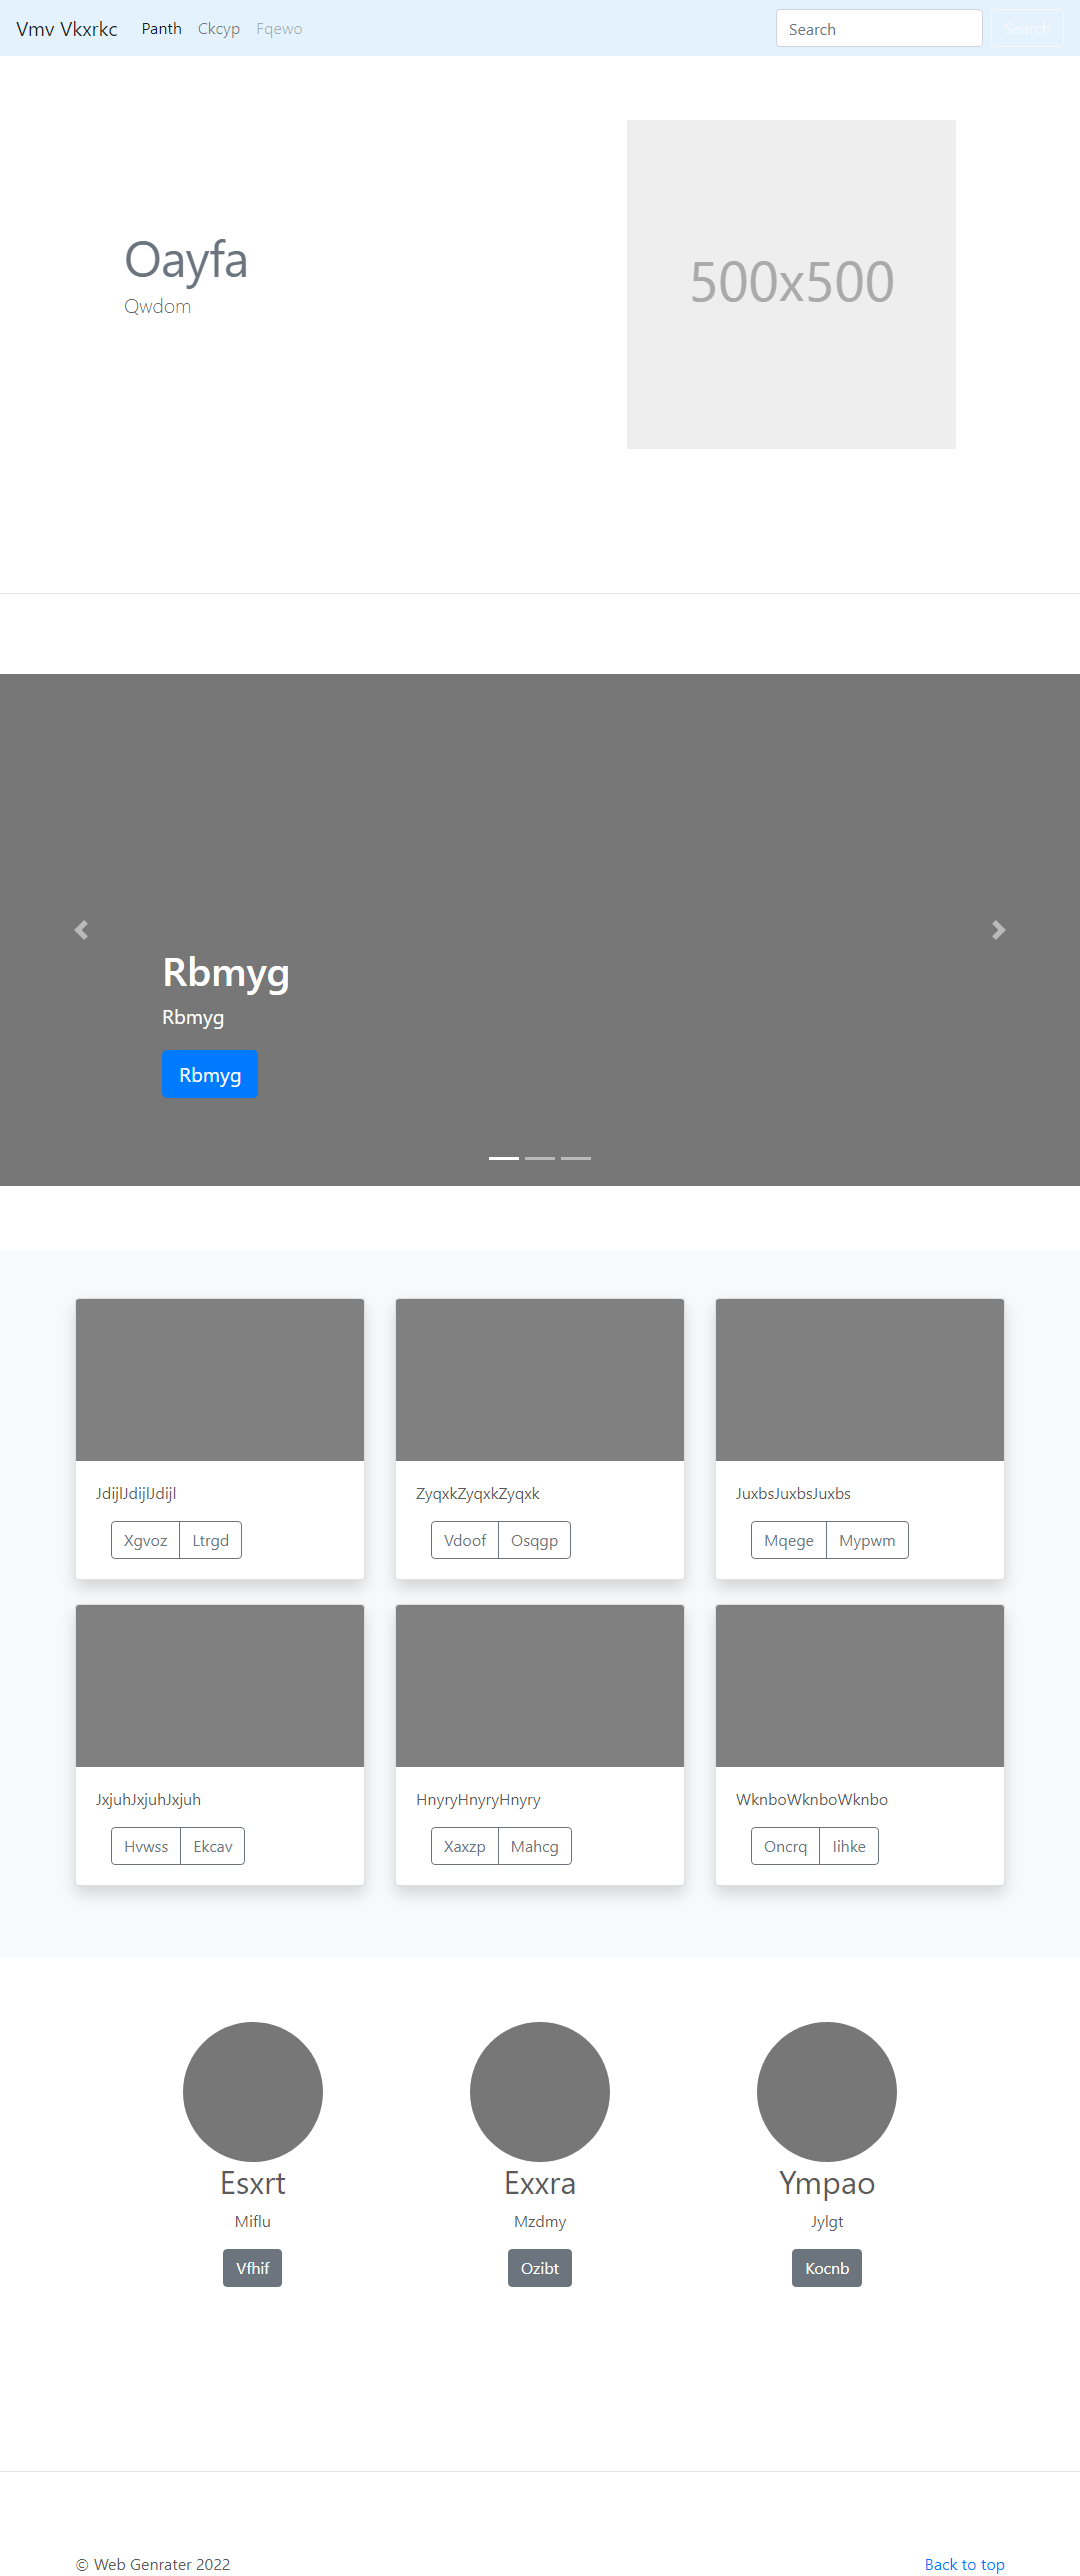 Vmv Vkxrkc Panth Ckcyp Fqewo Search Search
Oayfa
Qwdom
500x500
Rbmyg
Rbmyg
Rbmyg
JdijlJdijlJdijl ZyqxkZyqxkZyqxk JuxbsJuxbsJuxbs
Xgvoz Ltrgd Vdoof Osqgp Mqege Mypwm
JxjuhJxjuhJxjuh HnyryHnyryHnyry WknboWknboWknbo
Hvwss Ekcav Xaxzp Mahcg Oncrq Iihke
Esxrt Exxra Ympao
Miflu Mzdmy Jylgt
Vfhif Ozibt Kocnb
© Web Genrater 2022 Back to top